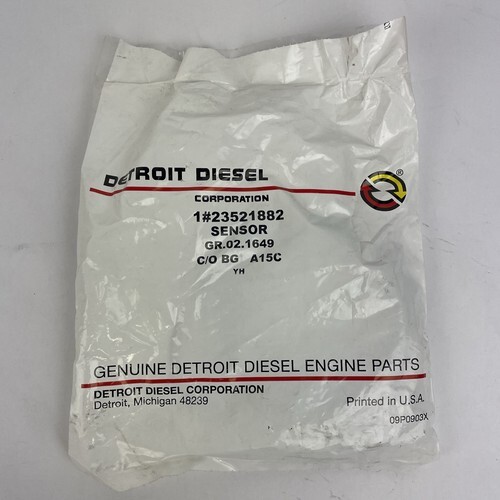 DETROIT DIESEL
®
CORPORATION
1#23521882
SENSOR
GR.02.1649
C/O BG A15C
YH
GENUINE DETROIT DIESEL ENGINE PARTS
DETROIT DIESEL CORPORATION
Detroit, Michigan 48239
Printed in U.S.A.
09P0903X